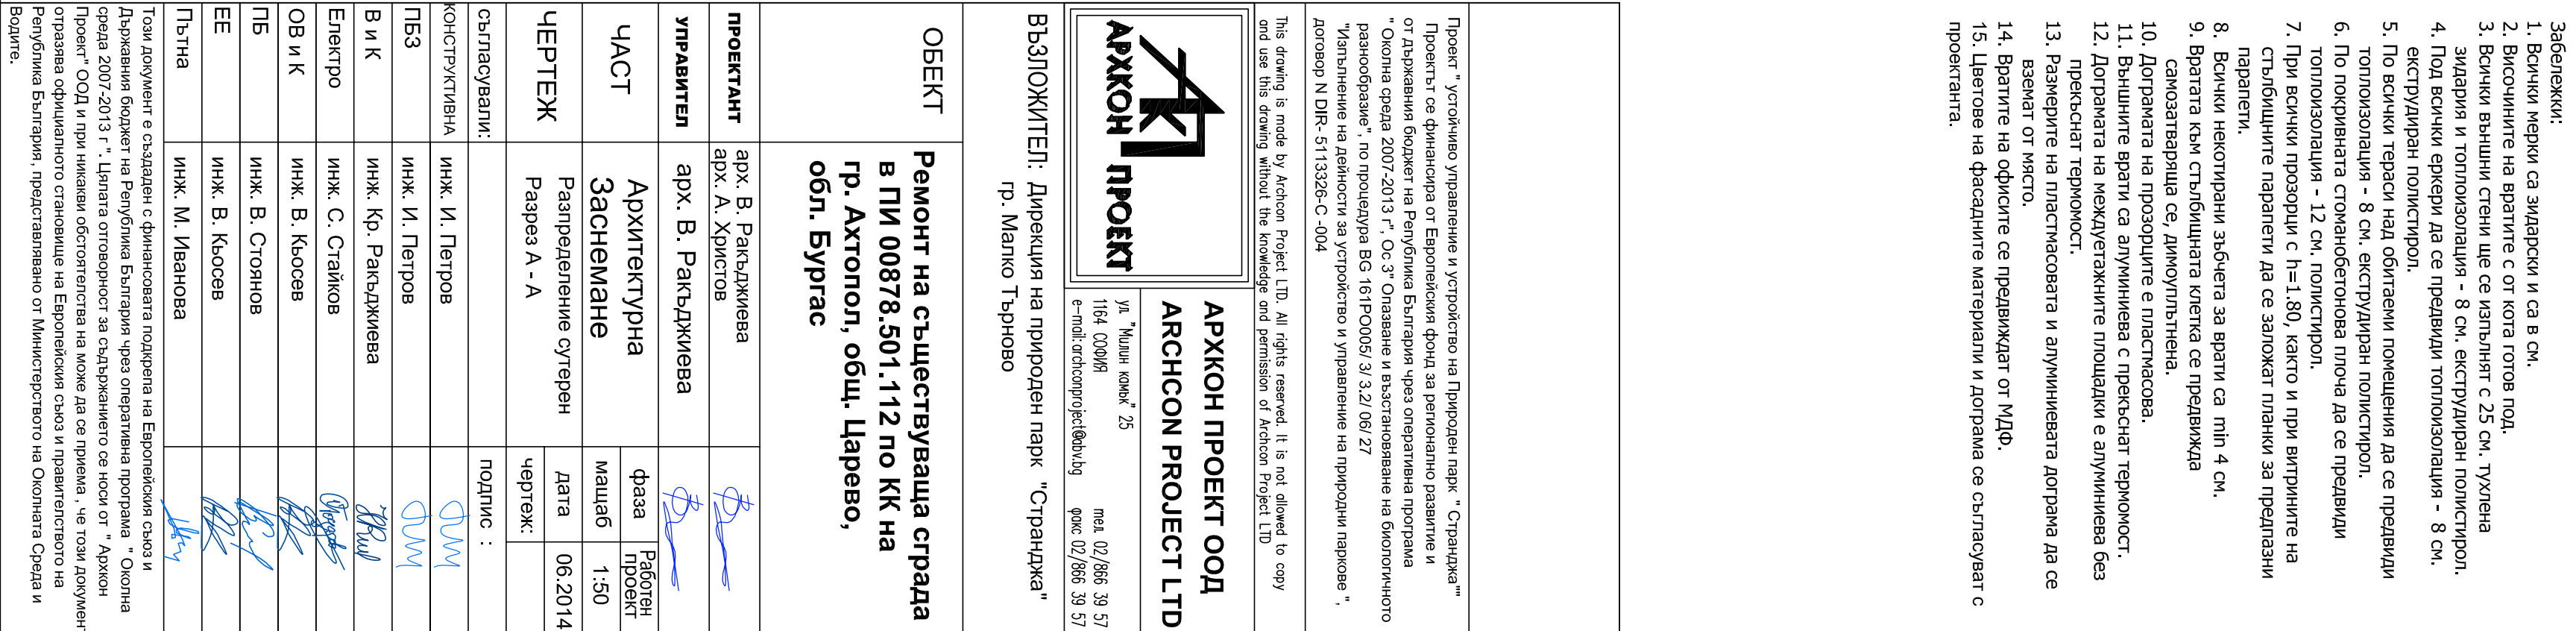 Забележки:
1. Всички мерки са зидарски и са в см.
2. Височините на вратите с от кота готов под.
3. Всички външни стени ще се изпълнят с 25 см. тухлена
зидария и топлоизолация - 8 см. екструдиран полистирол.
4. Под всички еркери да се предвиди топлоизолация - 8 см.
екструдиран полистирол.
5. По всички тераси над обитаеми помещения да се предвиди
топлоизолация - 8 см. екструдиран полистирол.
6. По покривната стоманобетонова плоча да се предвиди
топлоизолация - 12 см. полистирол.
7. При всички прозорци с h=1.80, както и при витрините на
стълбищните парапети да се заложат планки за предпазни
парапети.
8. Всички некотирани зъбчета за врати са min 4 см.
9. Вратата към стълбищната клетка се предвижда
самозатваряща се, димоуплътнена.
10. Дограмата на прозорците е пластмасова.
11. Външните врати са алуминиева с прекъснат термомост.
12. Дограмата на междуетажните площадки е алуминиева без
прекъснат термомост.
13. Размерите на пластмасовата и алуминиевата дограма да се
вземат от място.
14. Вратите на офисите се предвиждат от МДФ.
15. Цветове на фасадните материали и дограма се съгласуват с
проектанта.
Проект " устойчиво управление и устройство на Природен парк " Странджа""
Проектът се финансира от Европейския фонд за регионално развитие и
от държавния бюджет на Република България чрез оперативна програма
" Околна среда 2007-2013 г", Ос 3" Опазване и възстановяване на биологичното
разнообразие", по процедура BG 161PO005/ 3/ 3.2/ 06/ 27
"Изпълнение на дейности за устройство и управление на природни паркове ",
договор N DIR- 5113326-C -004
This drawing is made by Archcon Project LTD. All rights reserved. It is not allowed to copy
and use this drawing without the knowledge and permission of Archcon Project LTD
АРХКОН ПРОЕКТ
АРХКОН ПРОЕКТ ООД
ARCHCON PROJECT LTD
ул. "Милин камък" 25
1164 СОФИЯ тел. 02/866 39 57
e-mail:archconproject@abv.bg факс 02/866 39 57
ВЪЗЛОЖИТЕЛ: Дирекция на природен парк "Странджа"
гр. Малко Търново
ОБЕКТ
Ремонт на съществуваща сграда
в ПИ 00878.501.112 по КК на
гр. Ахтопол, общ. Царево,
обл. Бургас
ПРОЕКТАНТ арх. В. Ракъджиева
арх. А. Христов
УПРАВИТЕЛ арх. В. Ракъджиева
ЧАСТ Архитектурна
Заснемане
фаза Работен проект
мащаб 1:50
ЧЕРТЕЖ Разпределение сутерен
Разрез А - А
дата 06.2014
чертеж:
съгласували: подпис :
КОНСТРУКТИВНА инж. И. Петров
ПБЗ инж. И. Петров
В и К инж. Кр. Ракъджиева
Електро инж. С. Стайков
ОВ и К инж. В. Кьосев
ПБ инж. В. Стоянов
ЕЕ инж. В. Кьосев
Пътна инж. М. Иванова
Този документ е създаден с финансовата подкрепа на Европейския съюз и
Държавния бюджет на Република България чрез оперативна програма " Околна
среда 2007-2013 г ". Цялата отговорност за съдържанието се носи от " Архкон
Проект" ООД и при никакви обстоятелства на може да се приема , че този документ
отразява официалното становище на Европейския съюз и правителството на
Република България, представлявано от Министерството на Околната Среда и
Водите.